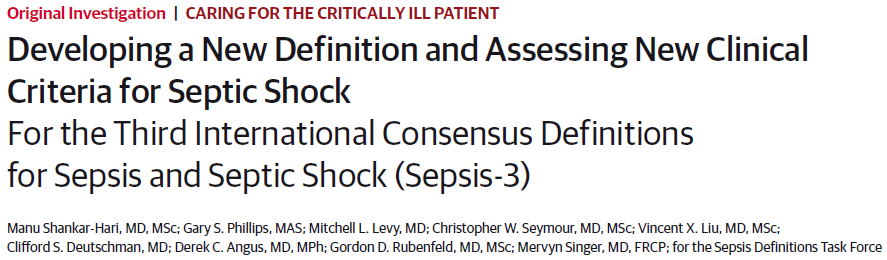 Original Investigation | CARING FOR THE CRITICALLY ILL PATIENT
Developing a New Definition and Assessing New Clinical
Criteria for Septic Shock
For the Third International Consensus Definitions
for Sepsis and Septic Shock (Sepsis-3)
Manu Shankar-Hari, MD, MSc; Gary S. Phillips, MAS; Mitchell L. Levy, MD; Christopher W. Seymour, MD, MSc; Vincent X. Liu, MD, MSc;
Clifford S. Deutschman, MD; Derek C. Angus, MD, MPh; Gordon D. Rubenfeld, MD, MSc; Mervyn Singer, MD, FRCP; for the Sepsis Definitions Task Force